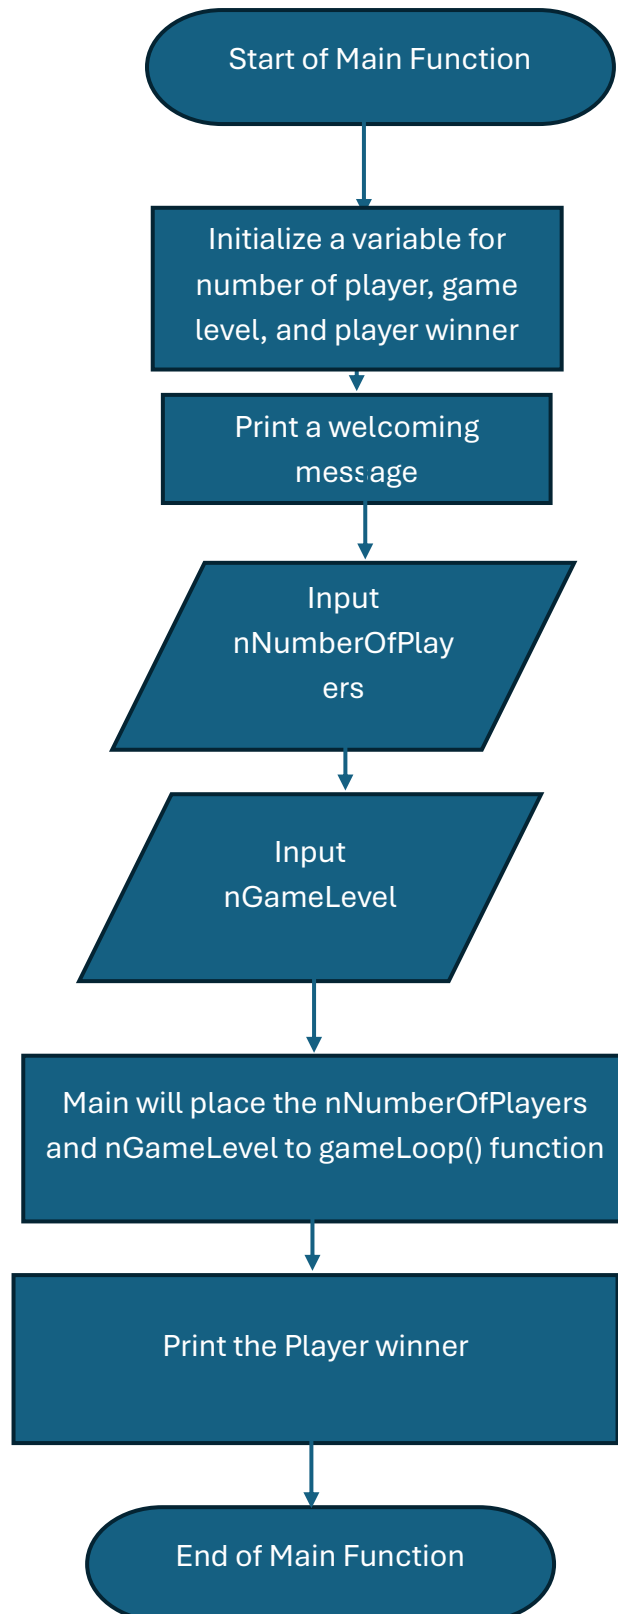 Start of Main Function
Initialize a variable for
number of player, game
level, and player winner
Print a welcoming
message
Input
nNumberOfPlay
ers
Input
nGameLevel
Main will place the nNumberOfPlayers
and nGameLevel to gameLoop() function
Print the Player winner
End of Main Function